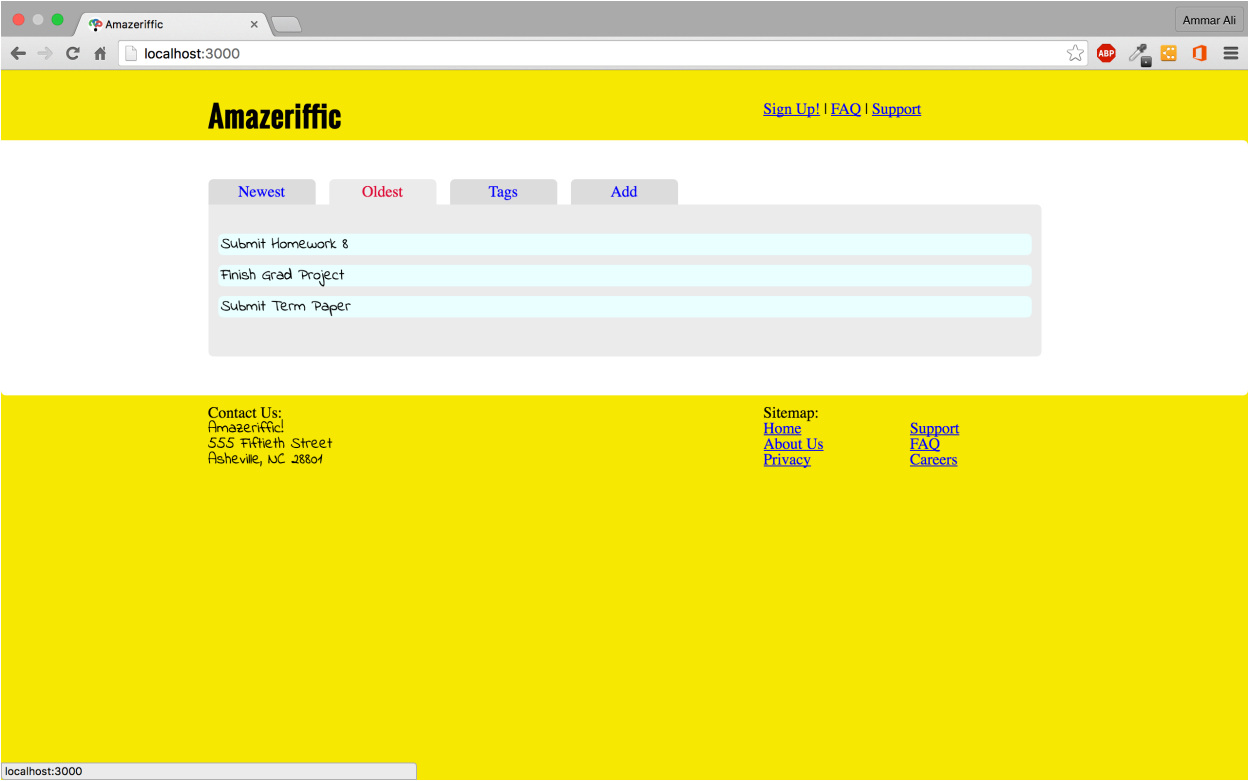 Amazeriffic
Ammar Ali
localhost:3000
ABP
Amazeriffic
Sign Up! | FAQ | Support
Newest Oldest Tags Add
Submit Homework 8
Finish Grad Project
Submit Term Paper
Contact Us:
Amazeriffic!
555 Fiftieth Street
Asheville, NC 28801
Sitemap:
Home Support
About Us FAQ
Privacy Careers
localhost:3000